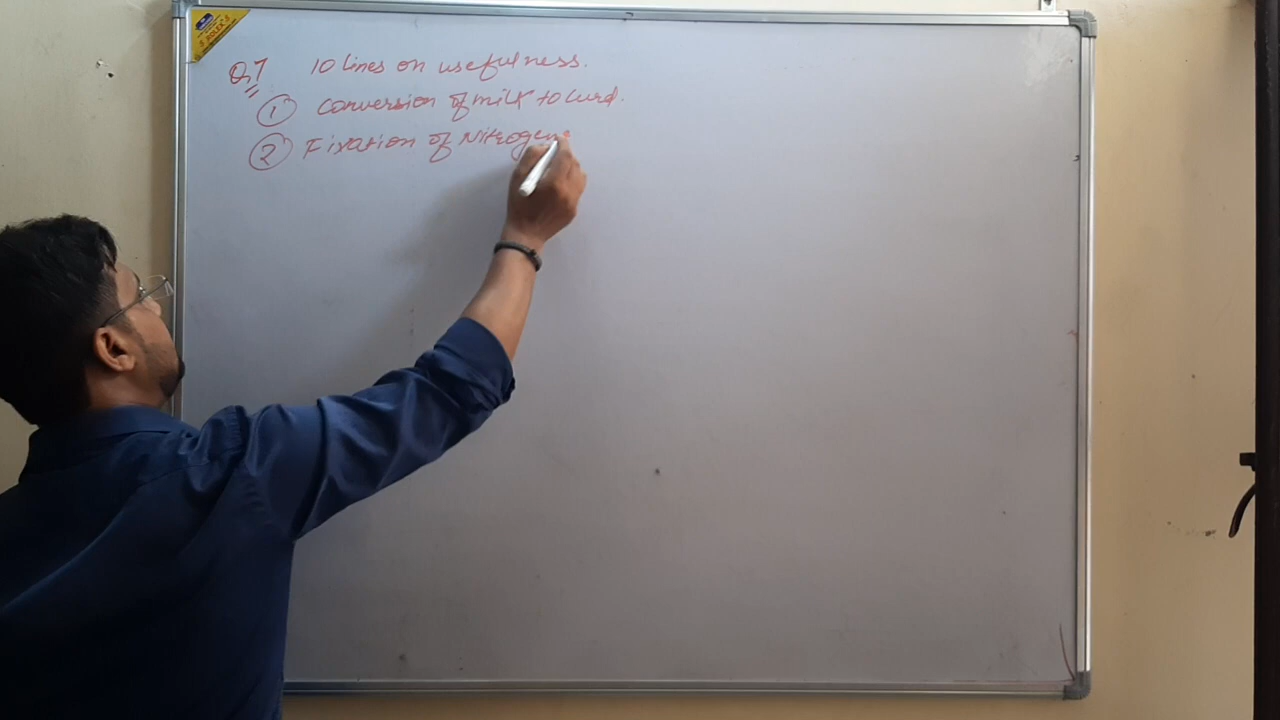 Q.7 10 lines on usefulness.
1 Conversion of milk to curd.
2 Fixation of Nitrogen